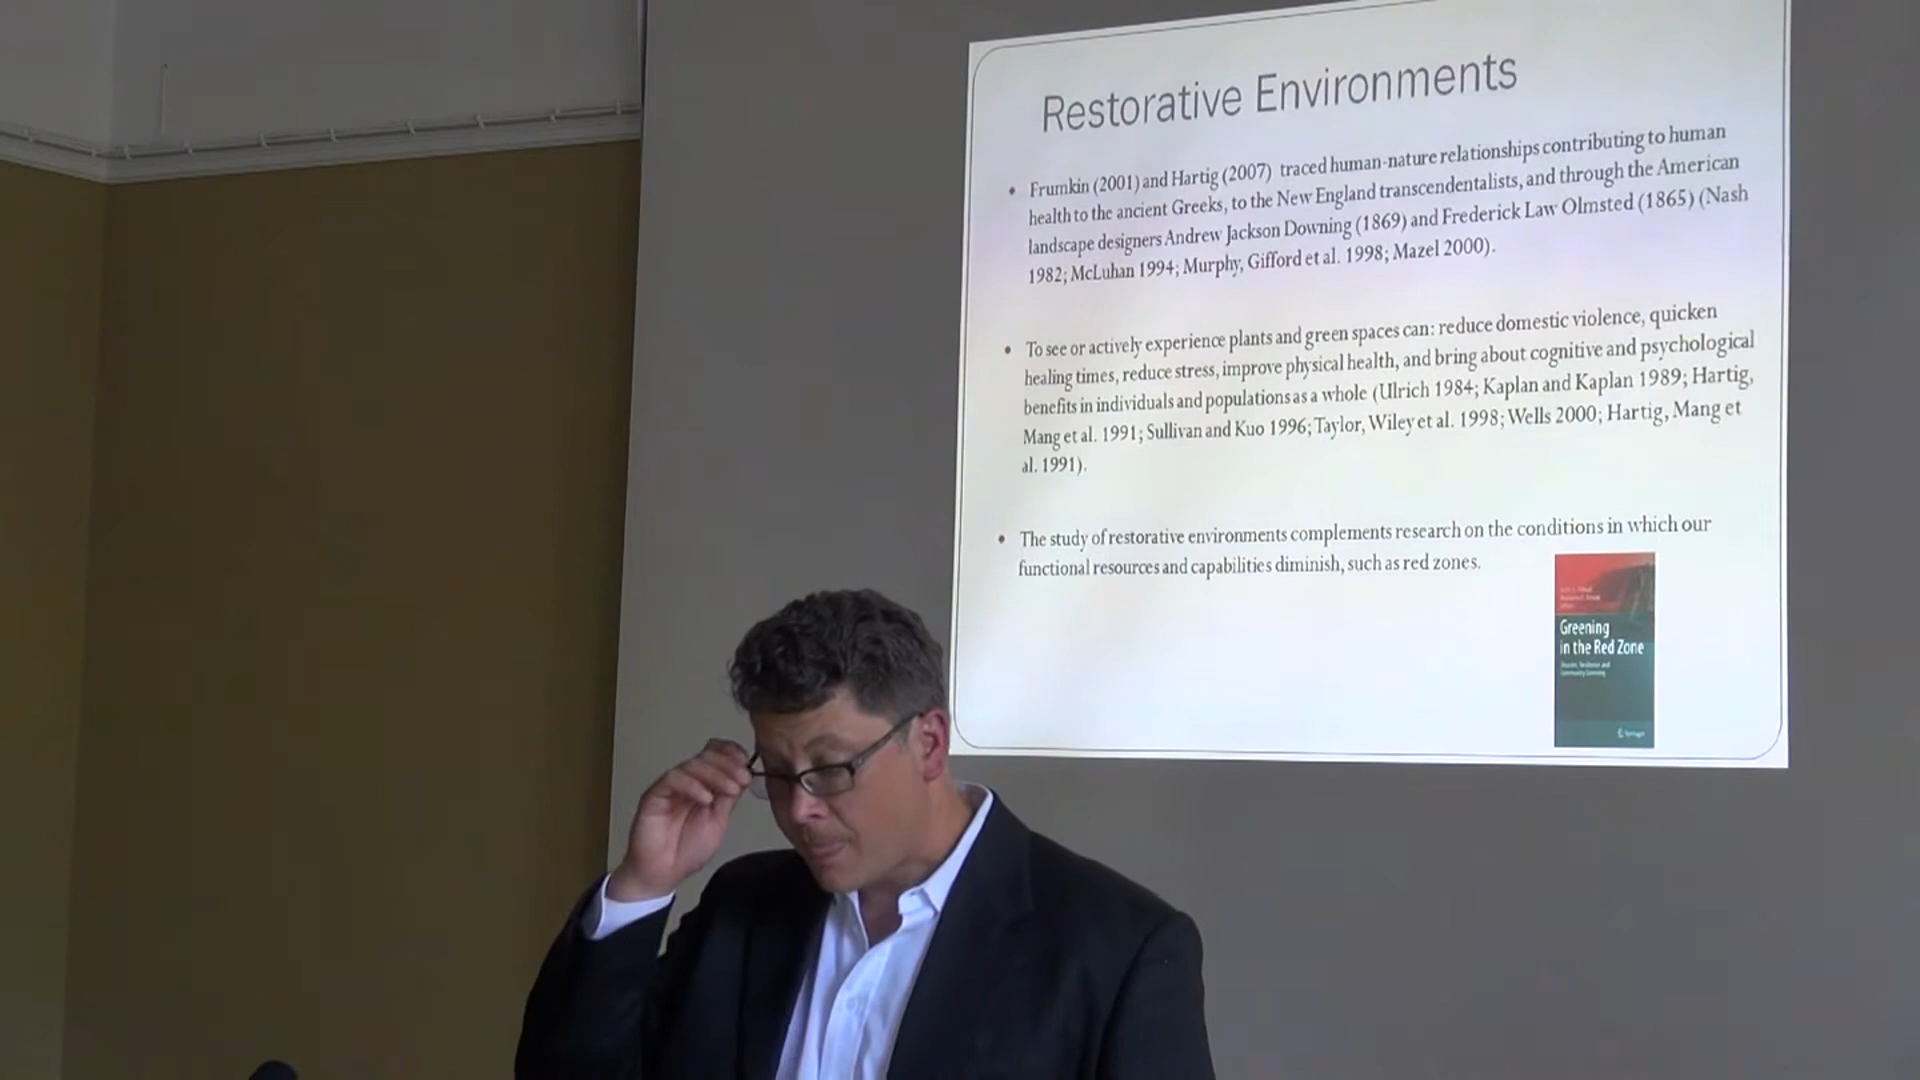 Restorative Environments
• Frumkin (2001) and Hartig (2007) traced human-nature relationships contributing to human
health to the ancient Greeks, to the New England transcendentalists, and through the American
landscape designers Andrew Jackson Downing (1869) and Frederick Law Olmsted (1865) (Nash
1982; McLuhan 1994; Murphy, Gifford et al. 1998; Mazel 2000).
• To see or actively experience plants and green spaces can: reduce domestic violence, quicken
healing times, reduce stress, improve physical health, and bring about cognitive and psychological
benefits in individuals and populations as a whole (Ulrich 1984; Kaplan and Kaplan 1989; Hartig,
Mang et al. 1991; Sullivan and Kuo 1996; Taylor, Wiley et al. 1998; Wells 2000; Hartig, Mang et
al. 1991).
• The study of restorative environments complements research on the conditions in which our
functional resources and capabilities diminish, such as red zones.
Greening
in the Red Zone
Springer